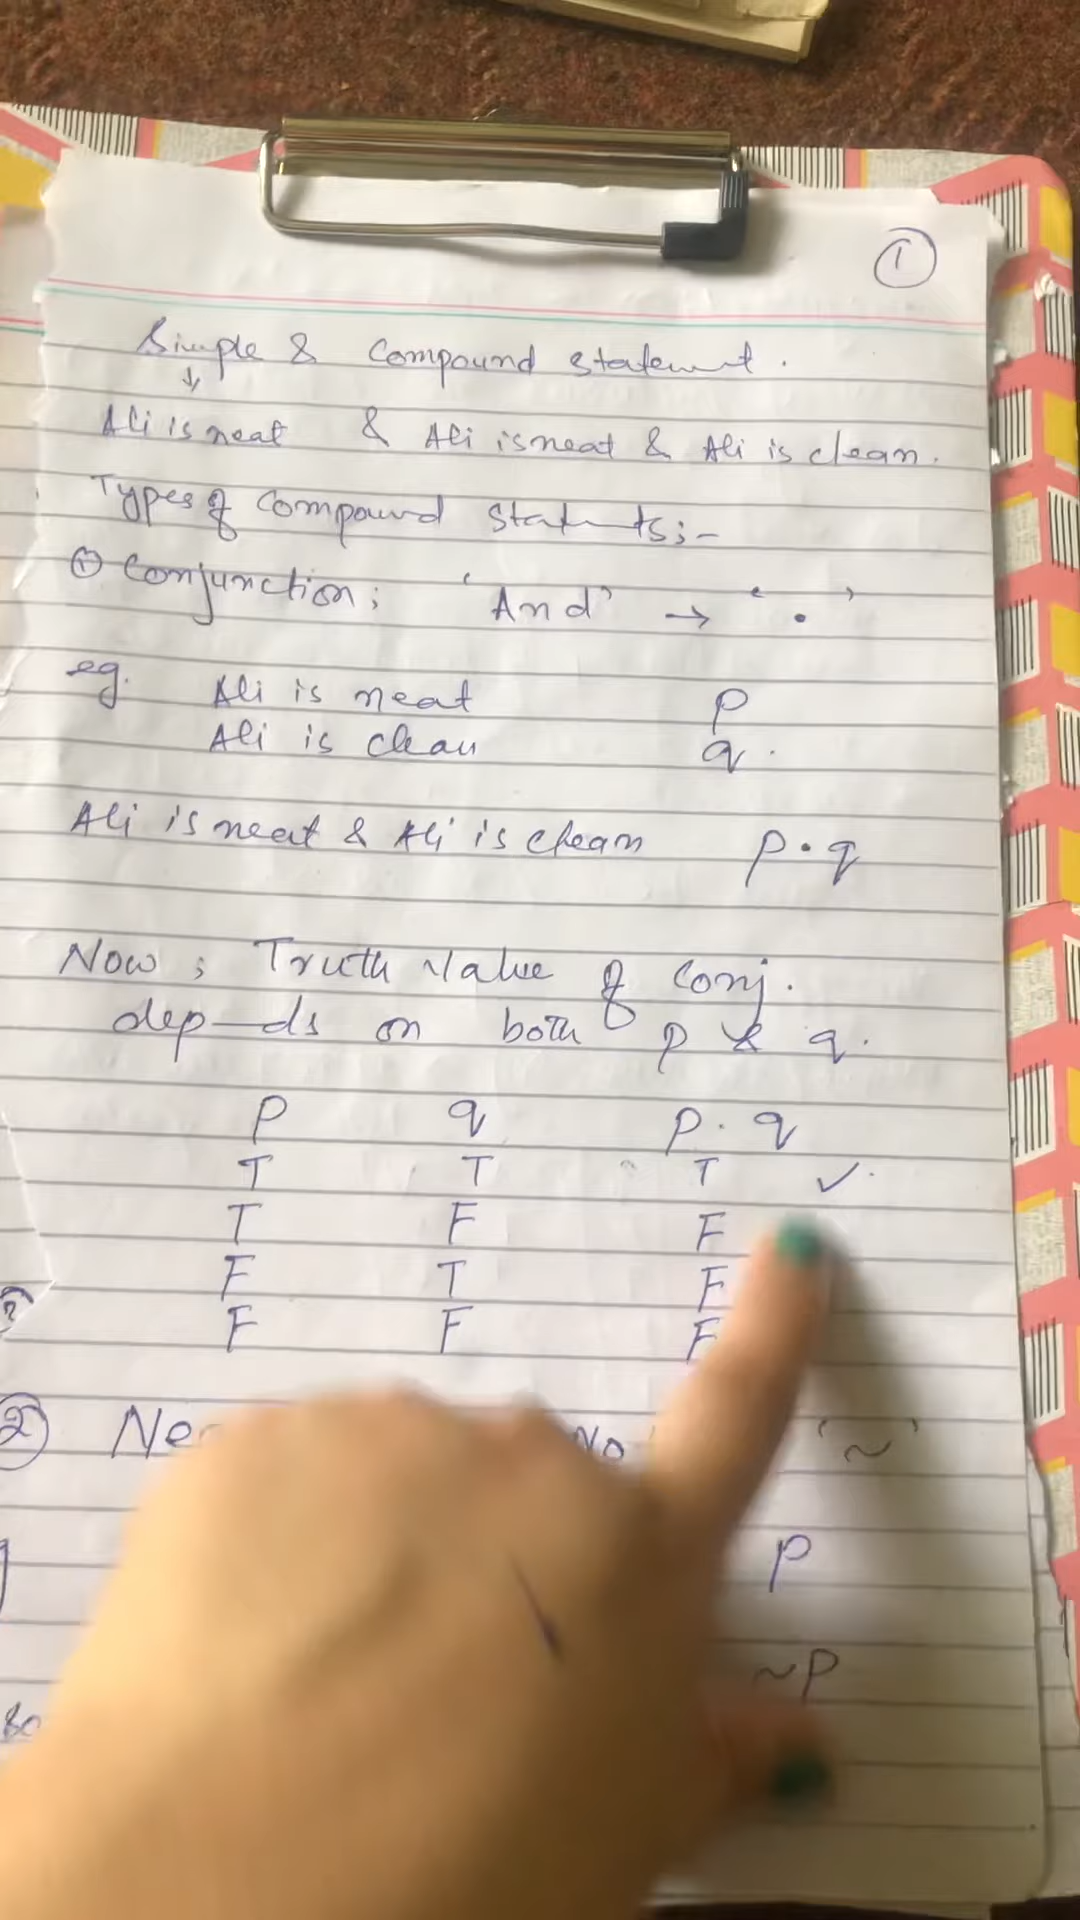 ①
Simple & Compound statement.
↓
Ali is neat & Ali is neat & Ali is clean.
Types of Compound Statements:-
① Conjunction; 'And' → ' • '
eg. Ali is neat p
Ali is clean q.
Ali is neat & Ali is clean p • q
Now; Truth Value of Conj.
depends on both p & q.
p q p . q
T T T ✓.
T F F
F T F
F F F
② '~'
p
~p